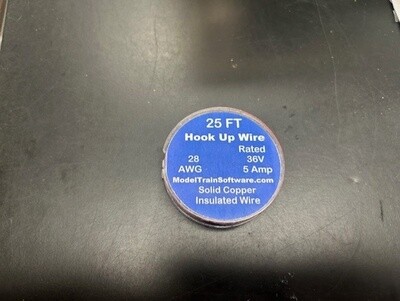 25 FT
Hook Up Wire
Rated
28 36V
AWG 5 Amp
ModelTrainSoftware.com
Solid Copper
Insulated Wire